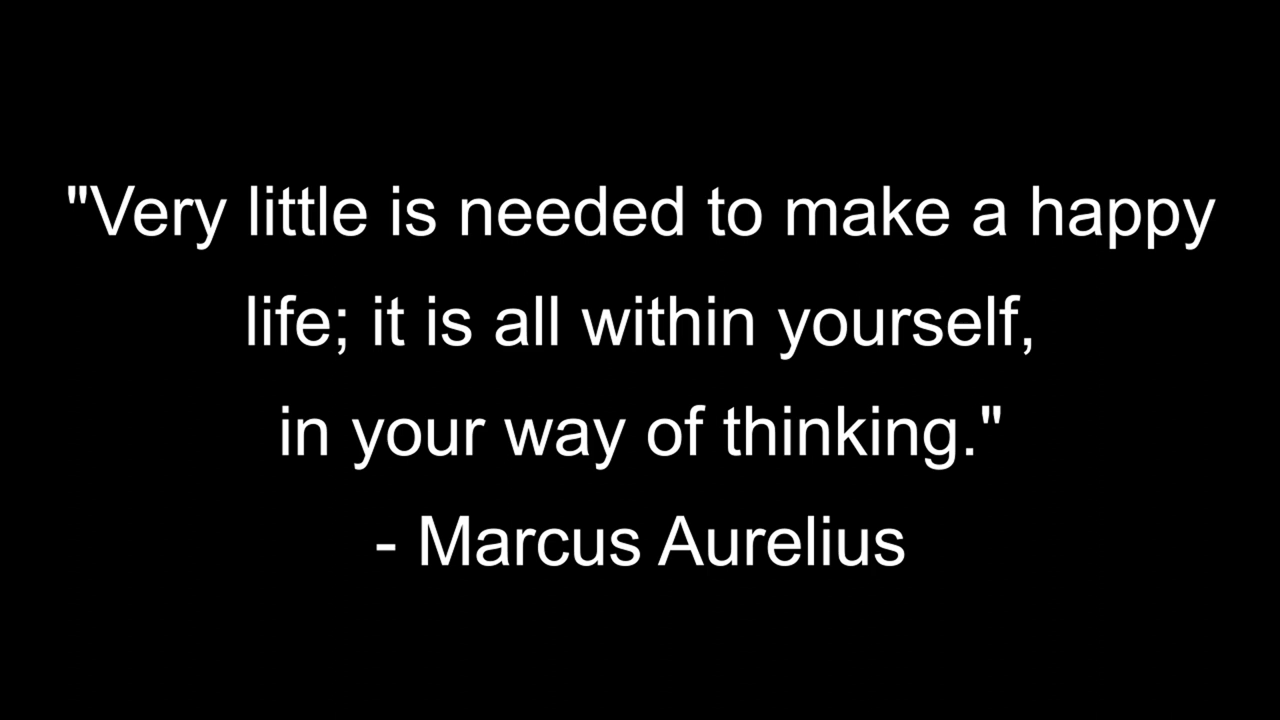 "Very little is needed to make a happy
life; it is all within yourself,
in your way of thinking."
- Marcus Aurelius